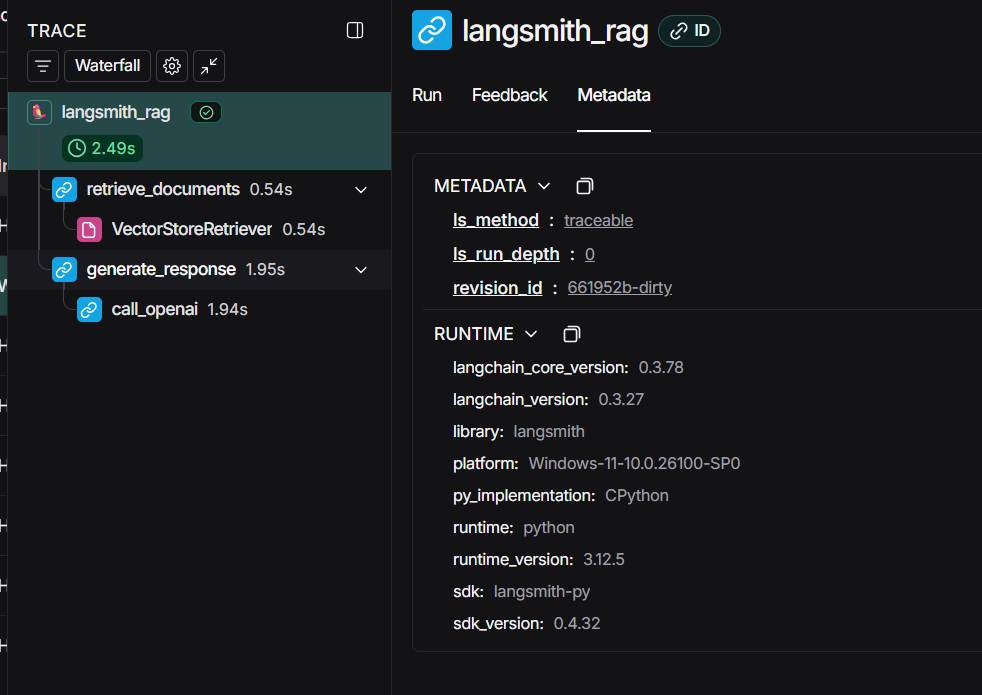 TRACE
Waterfall
langsmith_rag
2.49s
retrieve_documents 0.54s
VectorStoreRetriever 0.54s
generate_response 1.95s
call_openai 1.94s
langsmith_rag ID
Run Feedback Metadata
METADATA
ls_method : traceable
ls_run_depth : 0
revision_id : 661952b-dirty
RUNTIME
langchain_core_version: 0.3.78
langchain_version: 0.3.27
library: langsmith
platform: Windows-11-10.0.26100-SP0
py_implementation: CPython
runtime: python
runtime_version: 3.12.5
sdk: langsmith-py
sdk_version: 0.4.32